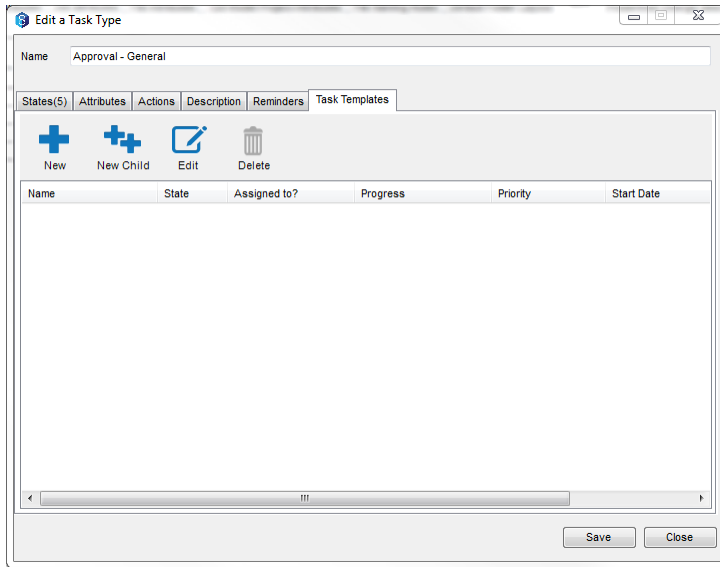 Edit a Task Type
Name Approval - General
States(5) Attributes Actions Description Reminders Task Templates
New New Child Edit Delete
Name State Assigned to? Progress Priority Start Date
Save Close